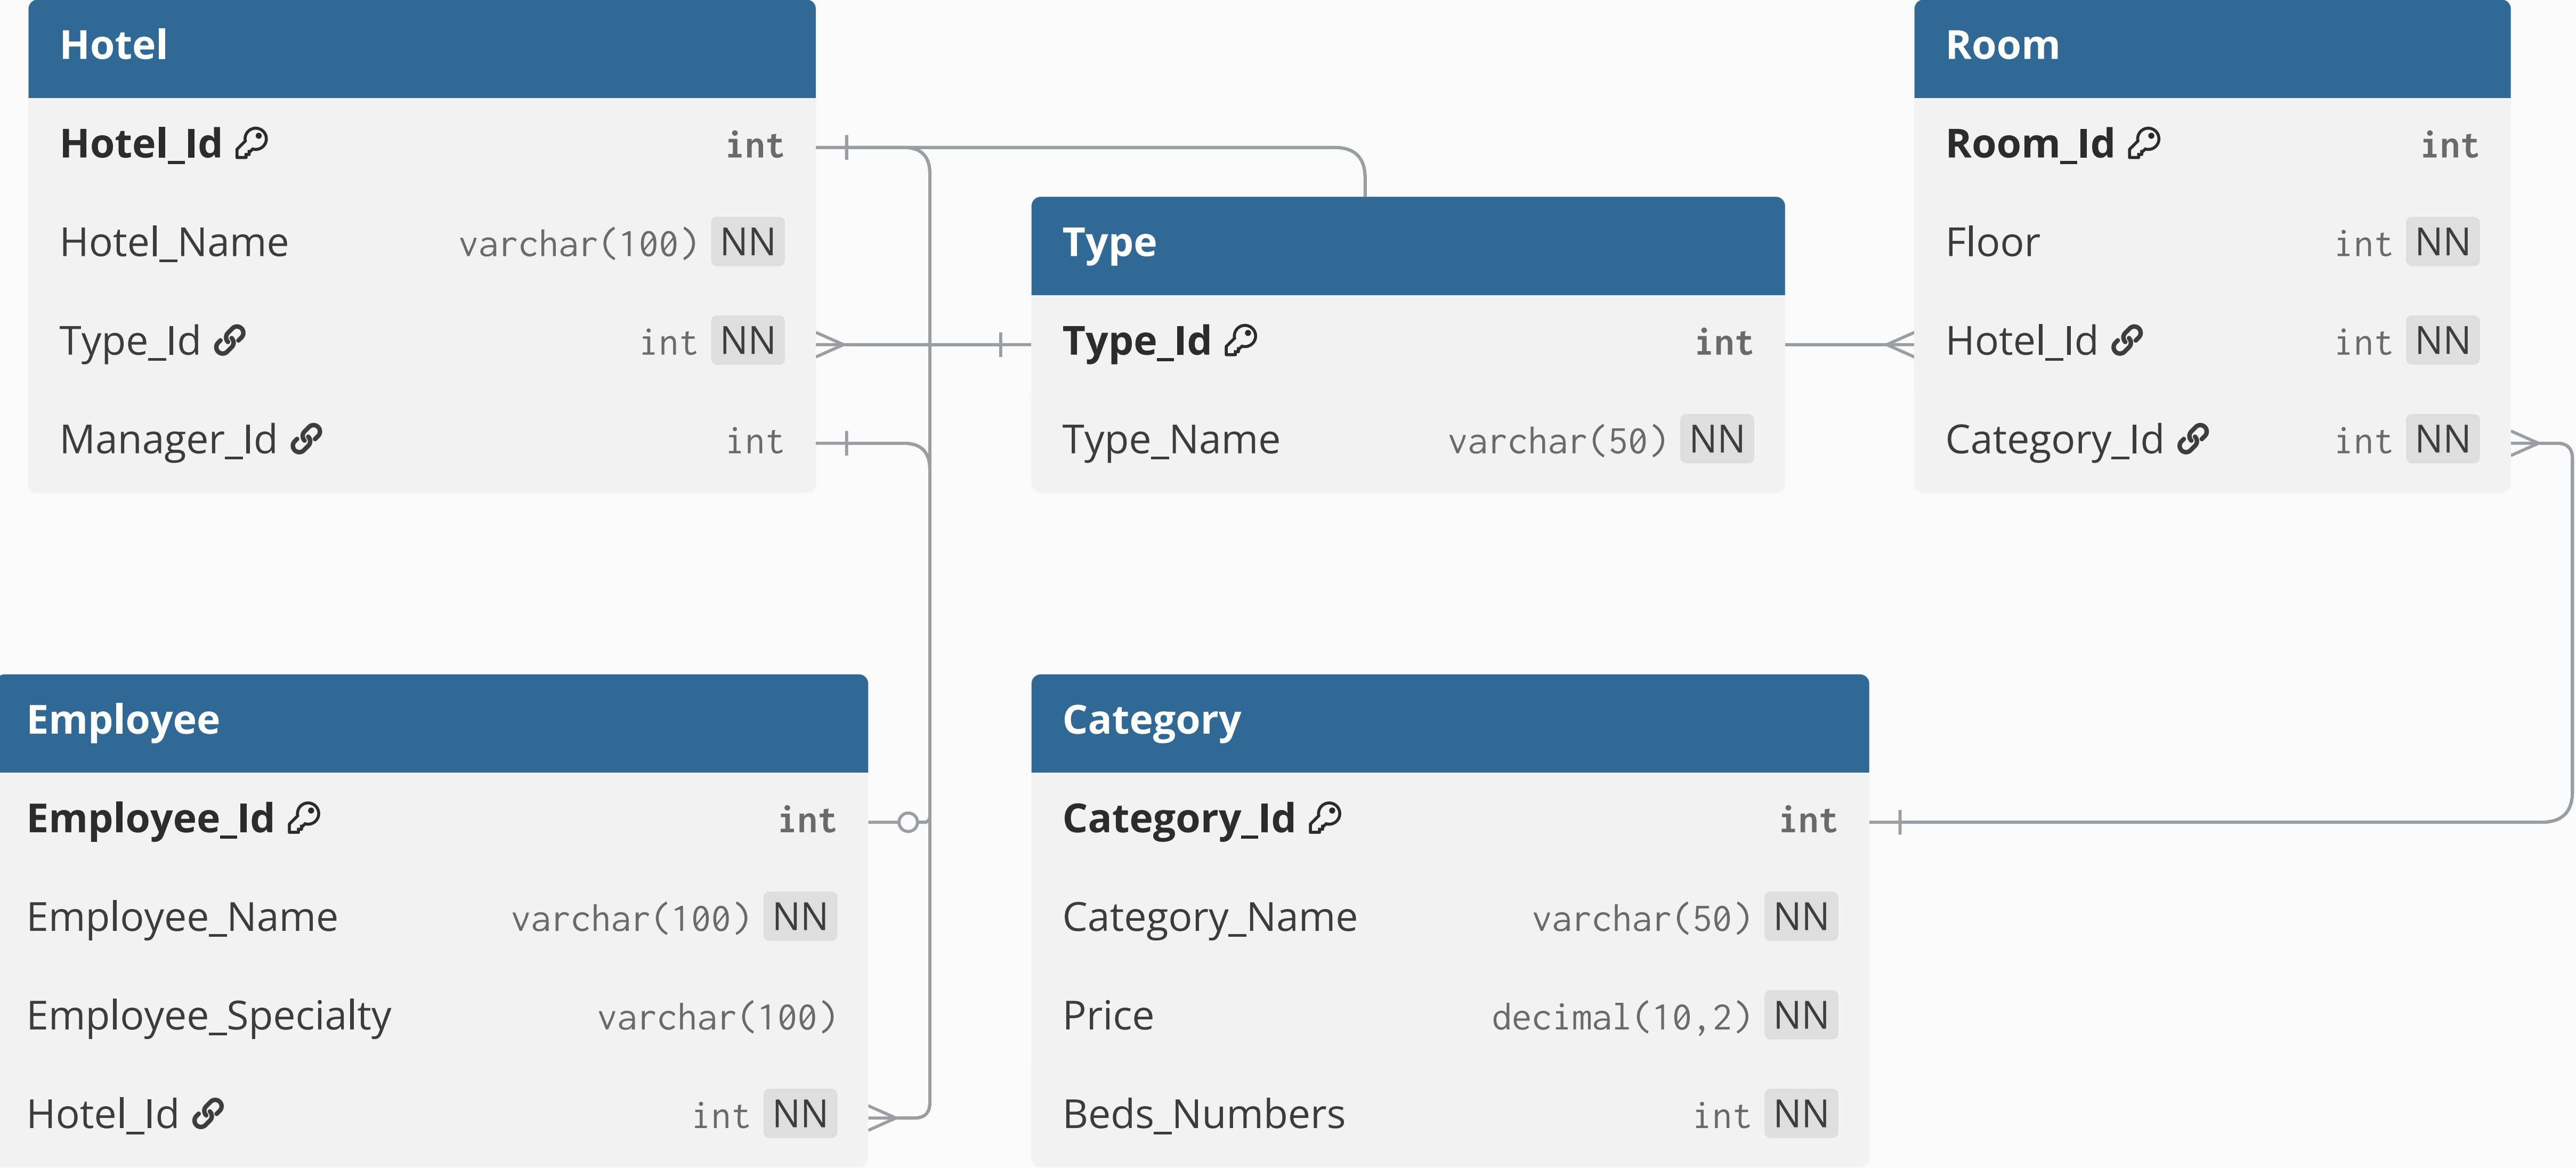 Hotel
Hotel_Id int
Hotel_Name varchar(100) NN
Type_Id int NN
Manager_Id int
Type
Type_Id int
Type_Name varchar(50) NN
Room
Room_Id int
Floor int NN
Hotel_Id int NN
Category_Id int NN
Employee
Employee_Id int
Employee_Name varchar(100) NN
Employee_Specialty varchar(100)
Hotel_Id int NN
Category
Category_Id int
Category_Name varchar(50) NN
Price decimal(10,2) NN
Beds_Numbers int NN